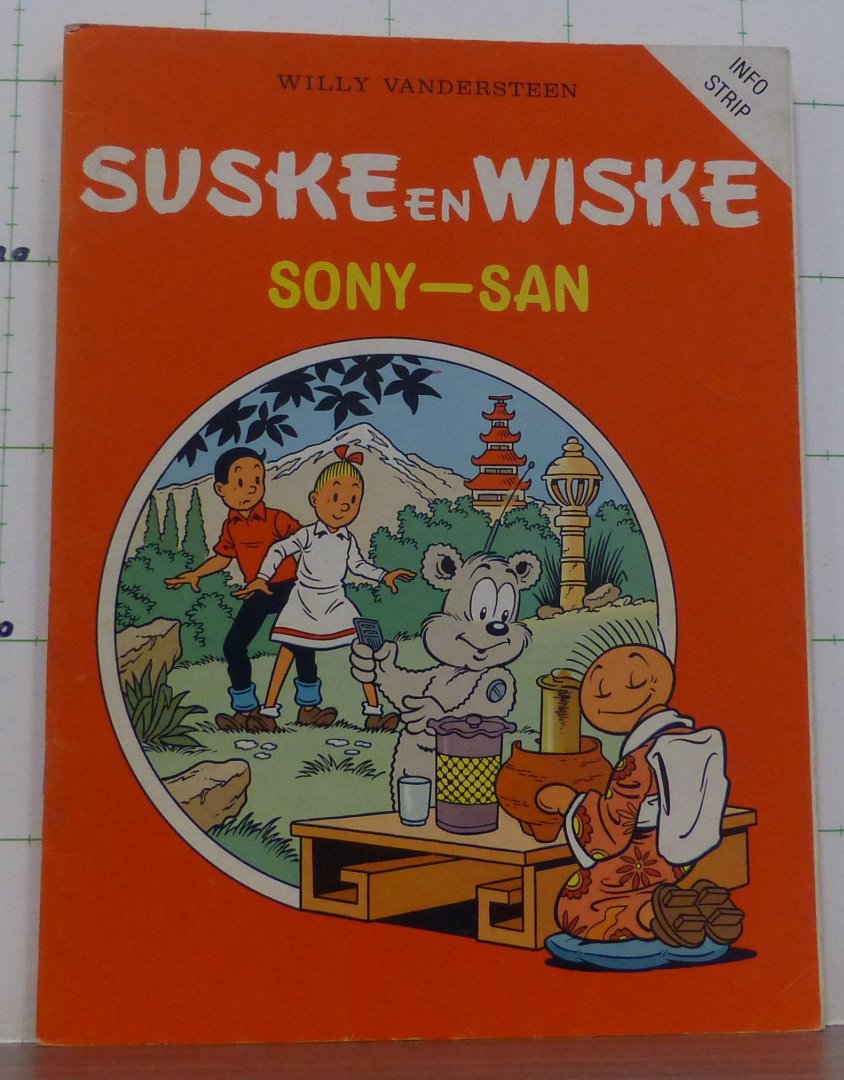 INFO
STRIP
WILLY VANDERSTEEN
SUSKE EN WISKE
SONY—SAN